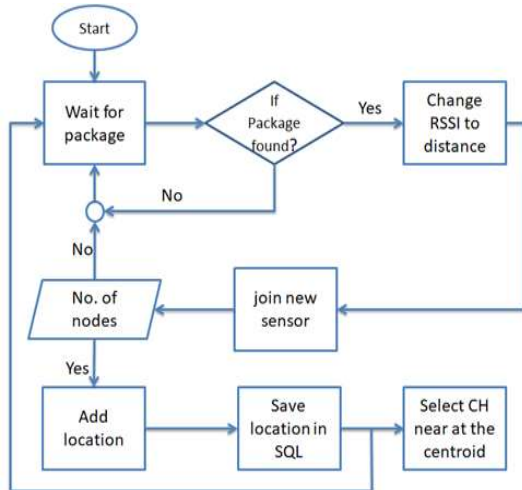 Start
Wait for
package
If
Package
found?
Yes
Change
RSSI to
distance
No
No
No. of
nodes
join new
sensor
Yes
Add
location
Save
location in
SQL
Select CH
near at the
centroid